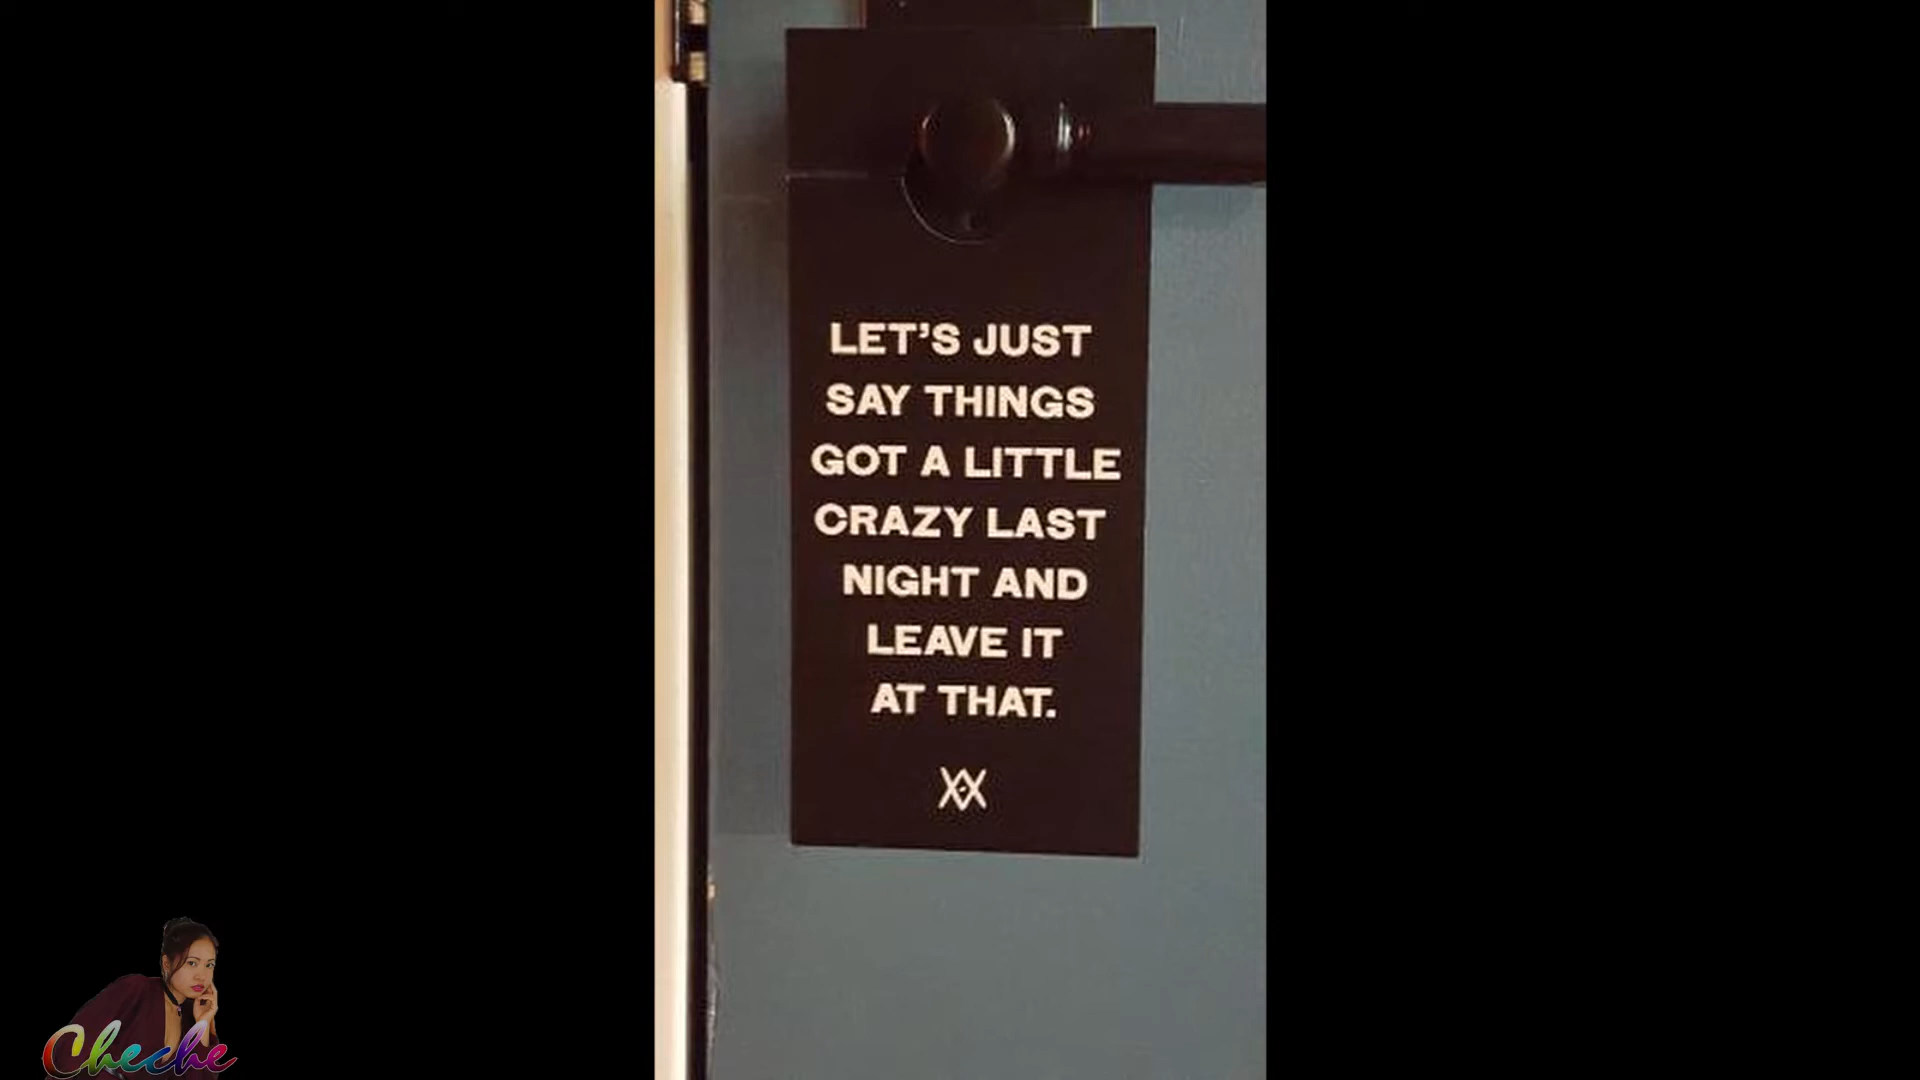 LET'S JUST
SAY THINGS
GOT A LITTLE
CRAZY LAST
NIGHT AND
LEAVE IT
AT THAT.
Cheche